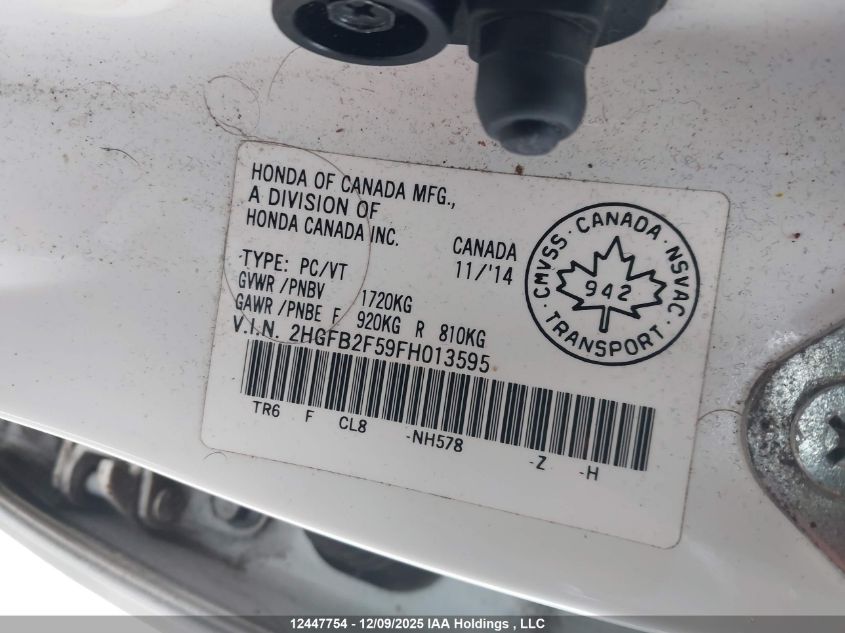 HONDA OF CANADA MFG.,
A DIVISION OF
HONDA CANADA INC.
CANADA
11/'14
TYPE: PC/VT
GVWR /PNBV 1720KG
GAWR /PNBE F 920KG R 810KG
V.I.N. 2HGFB2F59FH013595
TR6 F CL8 -NH578 -Z -H
CMVSS · CANADA · NSVAC · TRANSPORT ·
942
12447754 - 12/09/2025 IAA Holdings , LLC